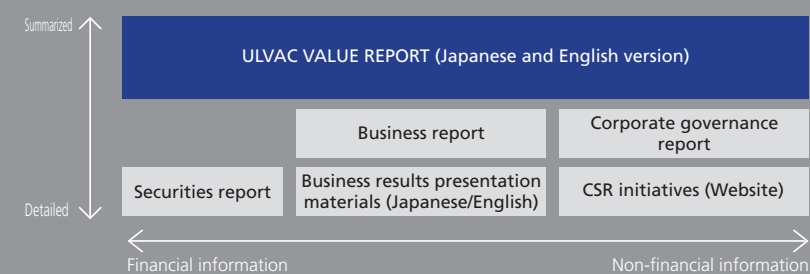 Summarized
ULVAC VALUE REPORT (Japanese and English version)
Business report
Corporate governance
report
Securities report
Business results presentation
materials (Japanese/English)
CSR initiatives (Website)
Detailed
Financial information
Non-financial information